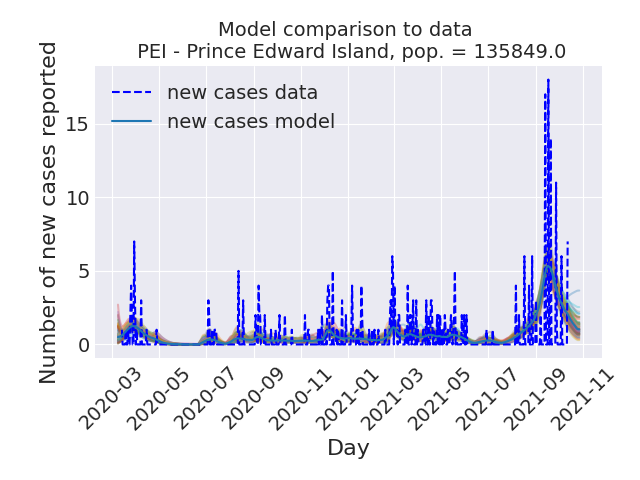 Model comparison to data
PEI - Prince Edward Island, pop. = 135849.0
new cases data
new cases model
Number of new cases reported
15
10
5
0
2020-03
2020-05
2020-07
2020-09
2020-11
2021-01
2021-03
2021-05
2021-07
2021-09
2021-11
Day